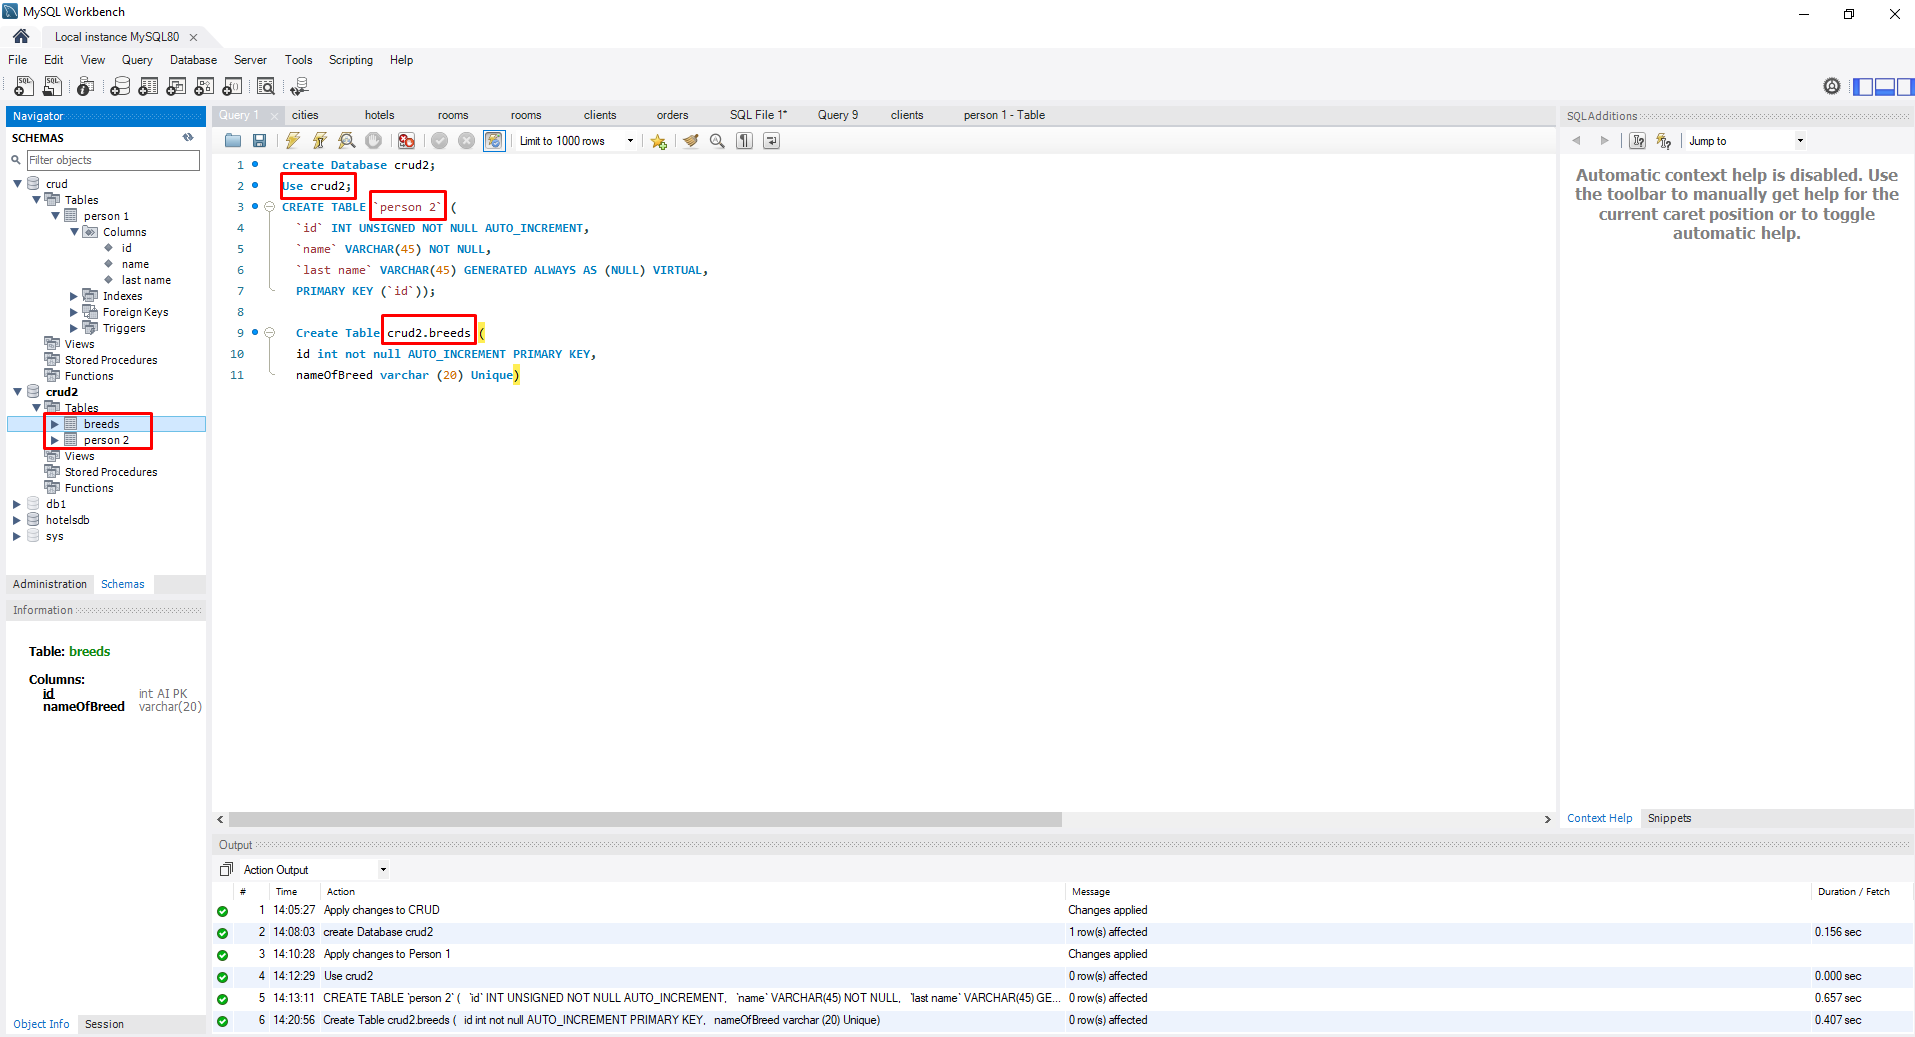 MySQL Workbench
Local instance MySQL80
File Edit View Query Database Server Tools Scripting Help
Navigator
SCHEMAS
Filter objects
crud
Tables
person 1
Columns
id
name
last name
Indexes
Foreign Keys
Triggers
Views
Stored Procedures
Functions
crud2
Tables
breeds
person 2
Views
Stored Procedures
Functions
db1
hotelsdb
sys
Administration Schemas
Information
Table: breeds
Columns:
id int AI PK
nameOfBreed varchar(20)
Object Info Session
Query 1 cities hotels rooms rooms clients orders SQL File 1* Query 9 clients person 1 - Table
Limit to 1000 rows
1 create Database crud2;
2 Use crud2;
3 CREATE TABLE `person 2` (
4 `id` INT UNSIGNED NOT NULL AUTO_INCREMENT,
5 `name` VARCHAR(45) NOT NULL,
6 `last name` VARCHAR(45) GENERATED ALWAYS AS (NULL) VIRTUAL,
7 PRIMARY KEY (`id`));
8
9 Create Table crud2.breeds (
10 id int not null AUTO_INCREMENT PRIMARY KEY,
11 nameOfBreed varchar (20) Unique)
SQLAdditions
Jump to
Automatic context help is disabled. Use
the toolbar to manually get help for the
current caret position or to toggle
automatic help.
Context Help Snippets
Output
Action Output
# Time Action Message Duration / Fetch
1 14:05:27 Apply changes to CRUD Changes applied
2 14:08:03 create Database crud2 1 row(s) affected 0.156 sec
3 14:10:28 Apply changes to Person 1 Changes applied
4 14:12:29 Use crud2 0 row(s) affected 0.000 sec
5 14:13:11 CREATE TABLE `person 2` ( `id` INT UNSIGNED NOT NULL AUTO_INCREMENT, `name` VARCHAR(45) NOT NULL, `last name` VARCHAR(45) GE... 0 row(s) affected 0.657 sec
6 14:20:56 Create Table crud2.breeds ( id int not null AUTO_INCREMENT PRIMARY KEY, nameOfBreed varchar (20) Unique) 0 row(s) affected 0.407 sec